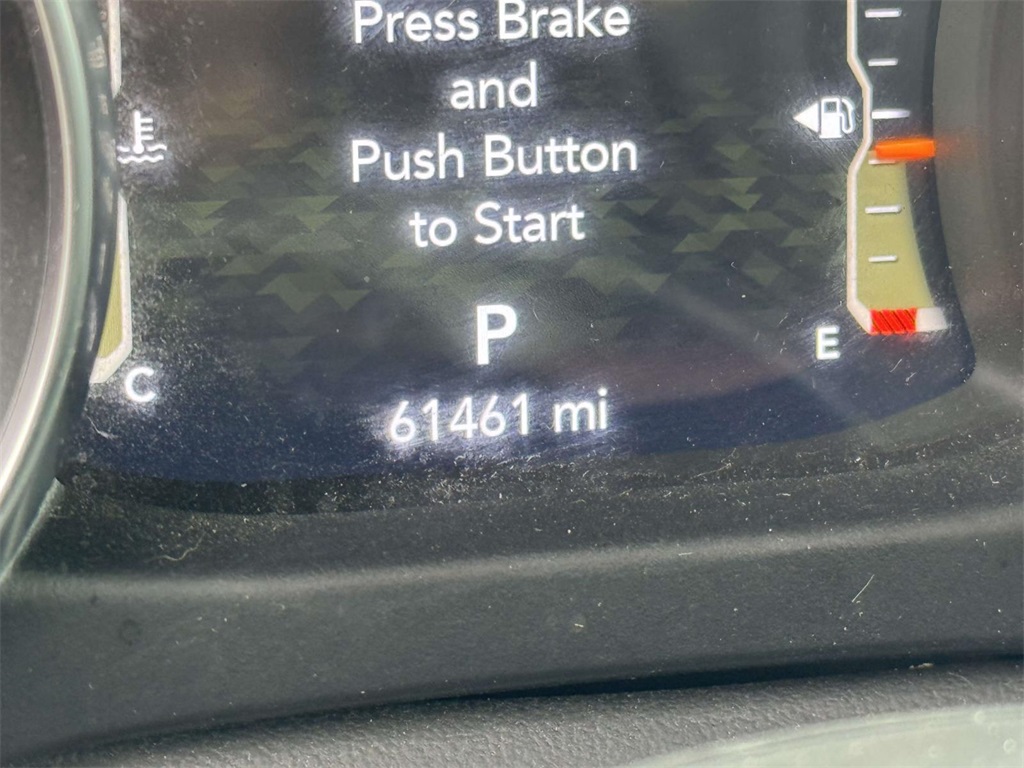 Press Brake
and
Push Button
to Start
P
E
C
61461 mi